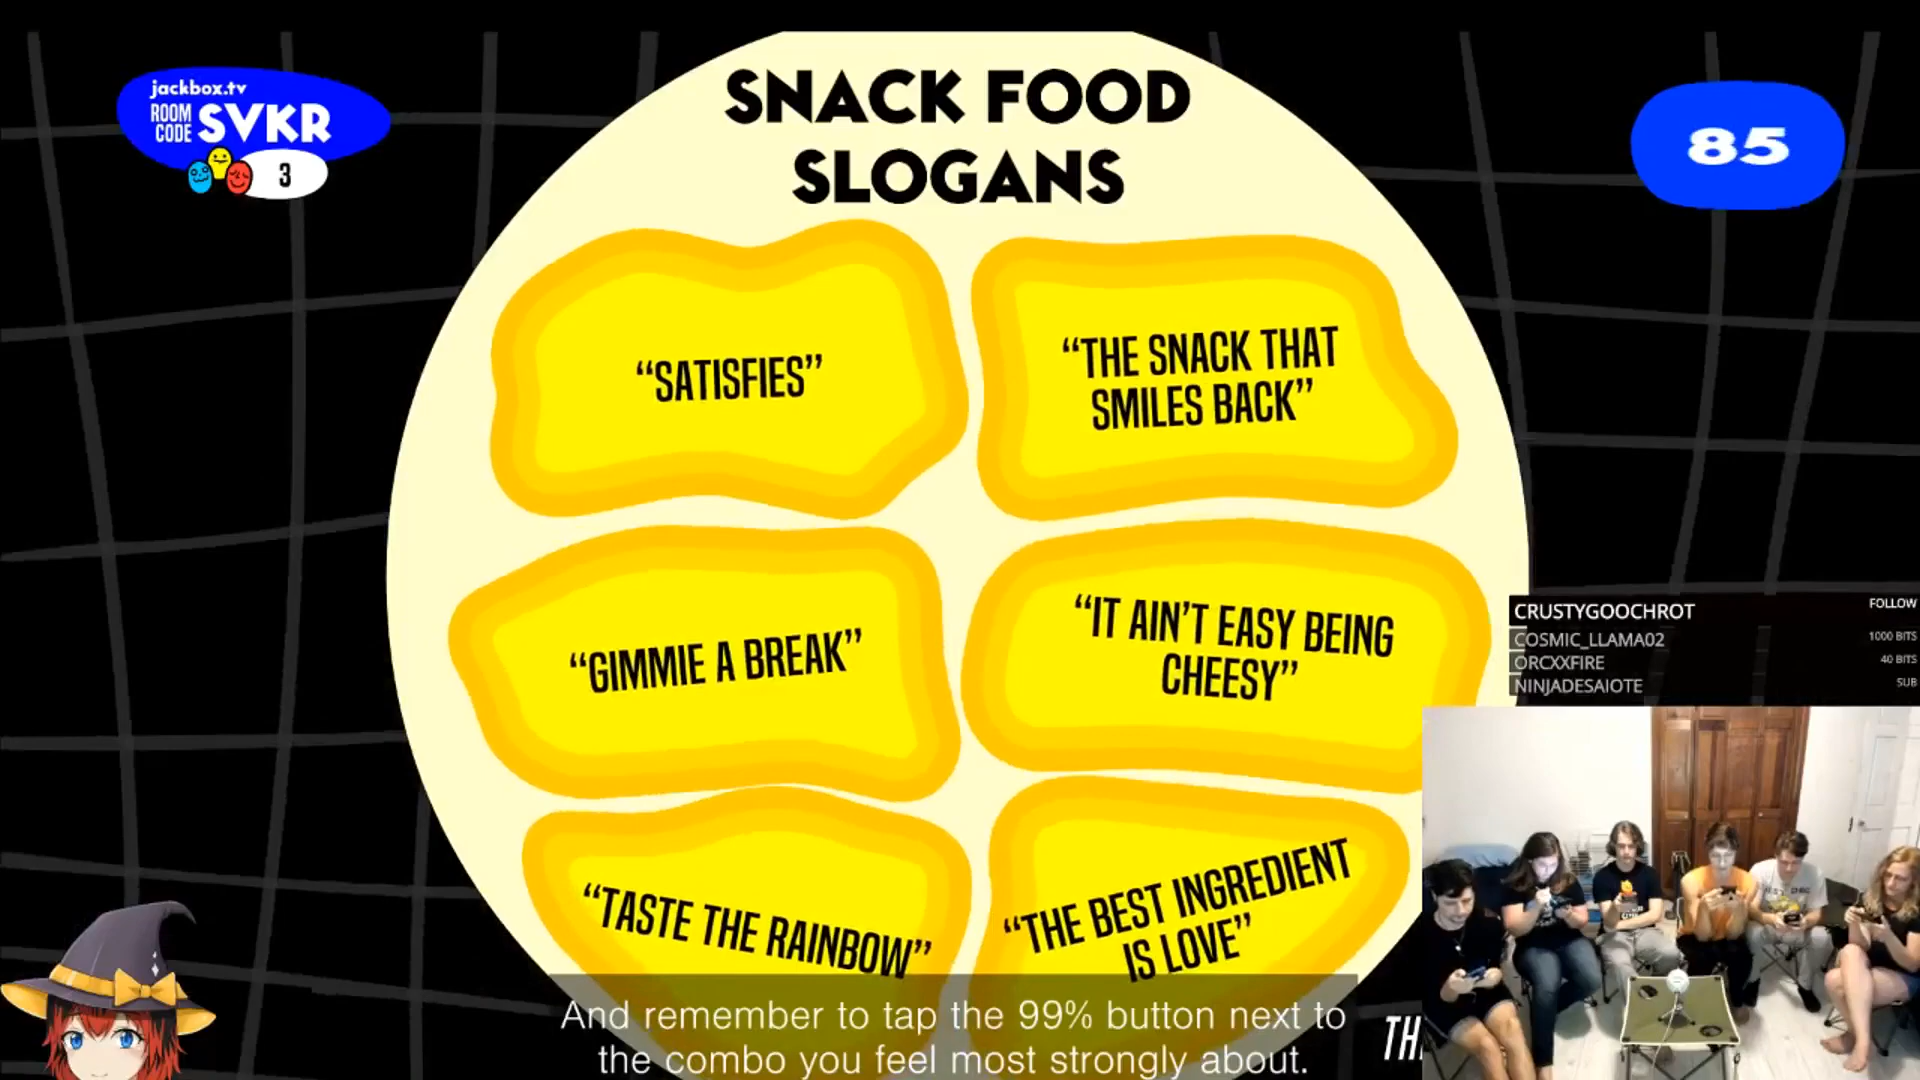 jackbox.tv
ROOM
CODE
SVKR
3
SNACK FOOD
SLOGANS
85
“SATISFIES”
“THE SNACK THAT
SMILES BACK”
“GIMMIE A BREAK”
“IT AIN’T EASY BEING
CHEESY”
“TASTE THE RAINBOW”
“THE BEST INGREDIENT
IS LOVE”
CRUSTYGOOCHROT FOLLOW
COSMIC_LLAMA02 1000 BITS
ORCXXFIRE 40 BITS
NINJADESAIOTE SUB
And remember to tap the 99% button next to
the combo you feel most strongly about.